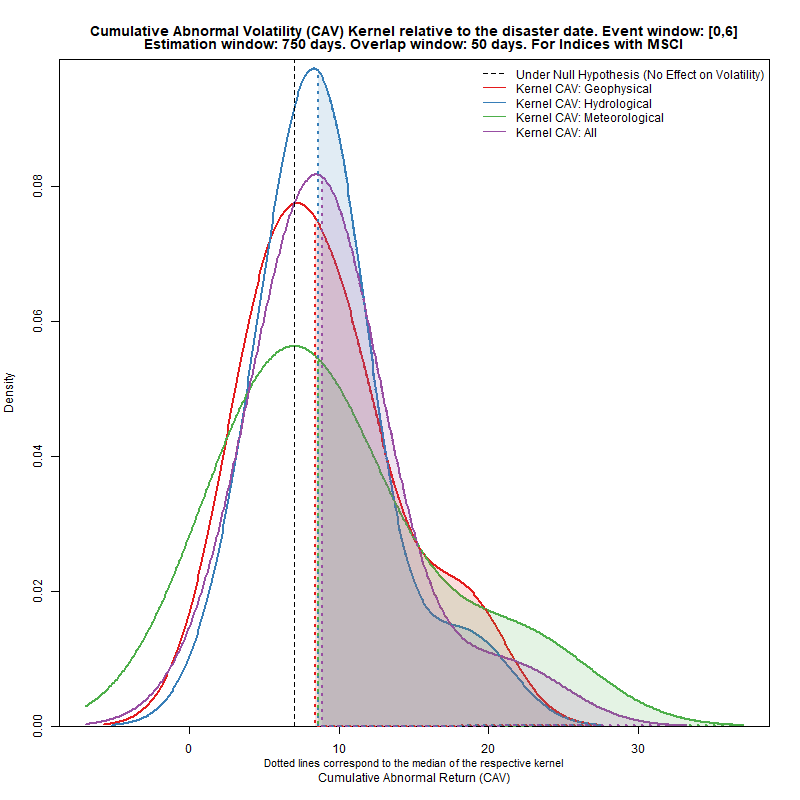 Cumulative Abnormal Volatility (CAV) Kernel relative to the disaster date. Event window: [0,6]
Estimation window: 750 days. Overlap window: 50 days. For Indices with MSCI
Under Null Hypothesis (No Effect on Volatility)
Kernel CAV: Geophysical
Kernel CAV: Hydrological
Kernel CAV: Meteorological
Kernel CAV: All
Density
0.08
0.06
0.04
0.02
0.00
0 10 20 30
Dotted lines correspond to the median of the respective kernel
Cumulative Abnormal Return (CAV)